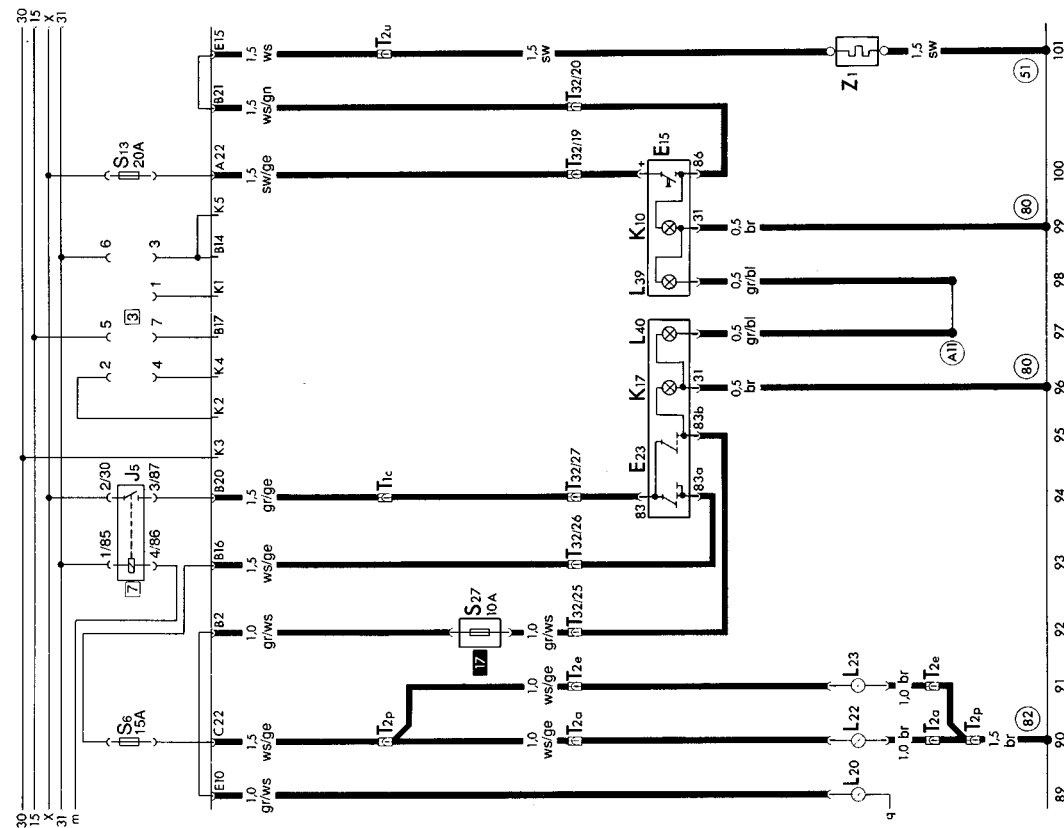 30
15
X
31
30
15
X
31
m
S13
20A
6
5
2
3
1
3
7
4
2/30
J5
3/87
1/85
4/86
7
S6
15A
E15
B21
A22
K5
B14
K1
B17
K4
K2
K3
B20
B16
B2
C22
E10
1,5
ws
1,5
ws/gn
1,5
sw/ge
1,5
gr/ge
1,5
ws/ge
1,0
gr/ws
1,5
ws/ge
1,0
gr/ws
T2u
T1c
T2p
S27
10A
17
1,5
sw
T32/20
T32/19
T32/27
T32/26
1,0
gr/ws
T32/25
1,0
ws/ge
T2e
1,0
ws/ge
T2a
E15
+
86
K10
31
L39
L40
K17
31
E23
83b
83
83a
0,5
br
0,5
gr/bl
0,5
gr/bl
0,5
br
Z1
1,5
sw
L23
L22
L20
1,0 br
T2e
1,0 br
T2a
T2p
1,5
br
q
A11
51
80
80
82
101
100
99
98
97
96
95
94
93
92
91
90
89